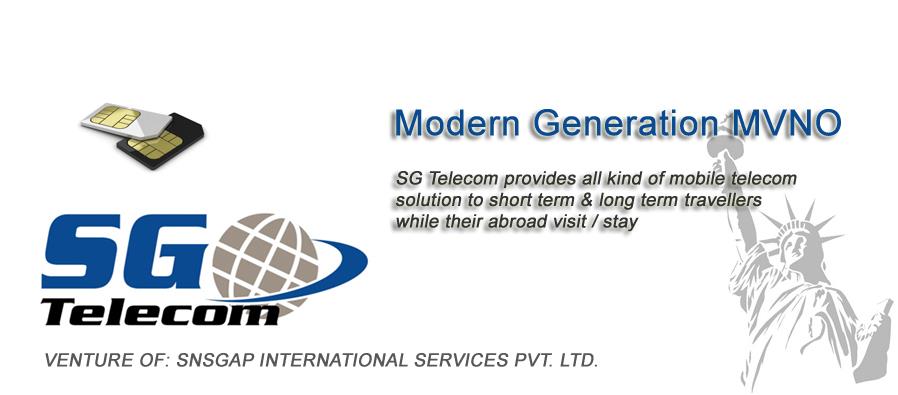 Modern Generation MVNO
SG Telecom provides all kind of mobile telecom
solution to short term & long term travellers
while their abroad visit / stay
SG
Telecom
VENTURE OF: SNSGAP INTERNATIONAL SERVICES PVT. LTD.